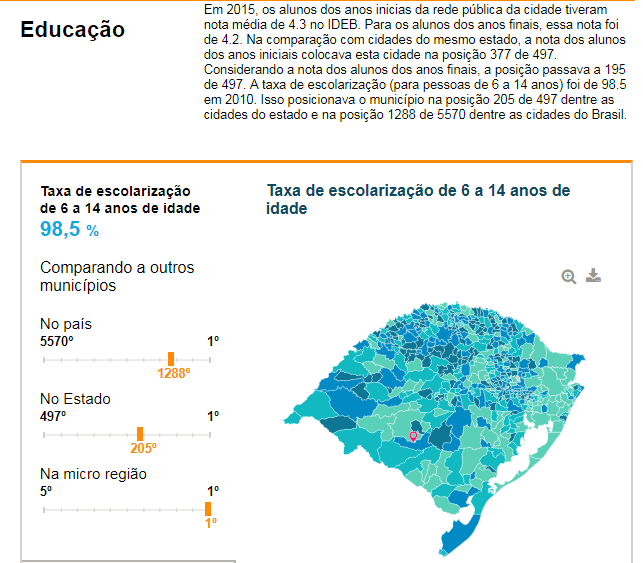 Educação
Em 2015, os alunos dos anos inicias da rede pública da cidade tiveram
nota média de 4.3 no IDEB. Para os alunos dos anos finais, essa nota foi
de 4.2. Na comparação com cidades do mesmo estado, a nota dos alunos
dos anos iniciais colocava esta cidade na posição 377 de 497.
Considerando a nota dos alunos dos anos finais, a posição passava a 195
de 497. A taxa de escolarização (para pessoas de 6 a 14 anos) foi de 98.5
em 2010. Isso posicionava o município na posição 205 de 497 dentre as
cidades do estado e na posição 1288 de 5570 dentre as cidades do Brasil.
Taxa de escolarização
de 6 a 14 anos de idade
98,5 %
Comparando a outros
municípios
No país
5570º 1º
1288º
No Estado
497º 1º
205º
Na micro região
5º 1º
1º
Taxa de escolarização de 6 a 14 anos de
idade